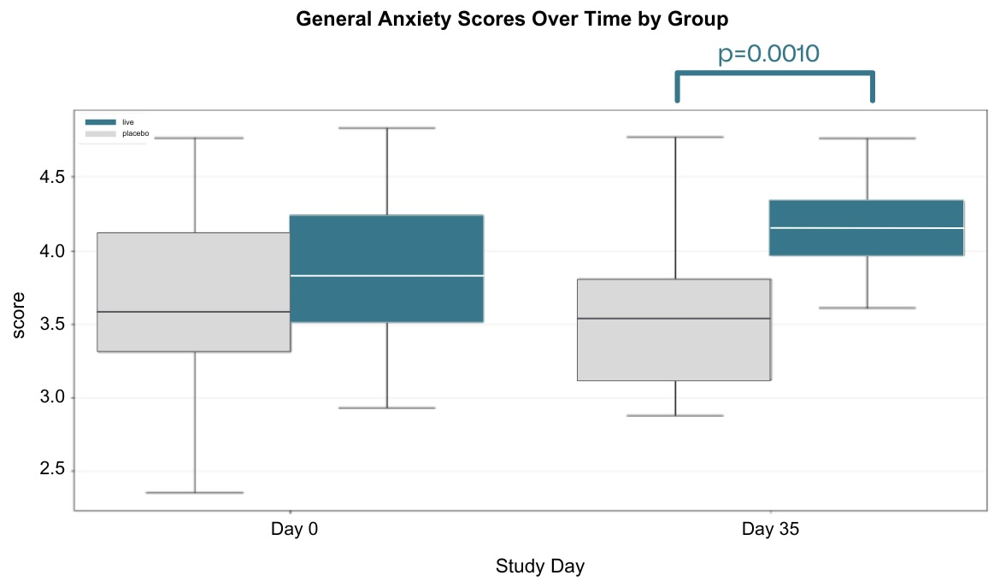 General Anxiety Scores Over Time by Group
p=0.0010
live
placebo
4.5
4.0
3.5
3.0
2.5
score
Day 0
Day 35
Study Day